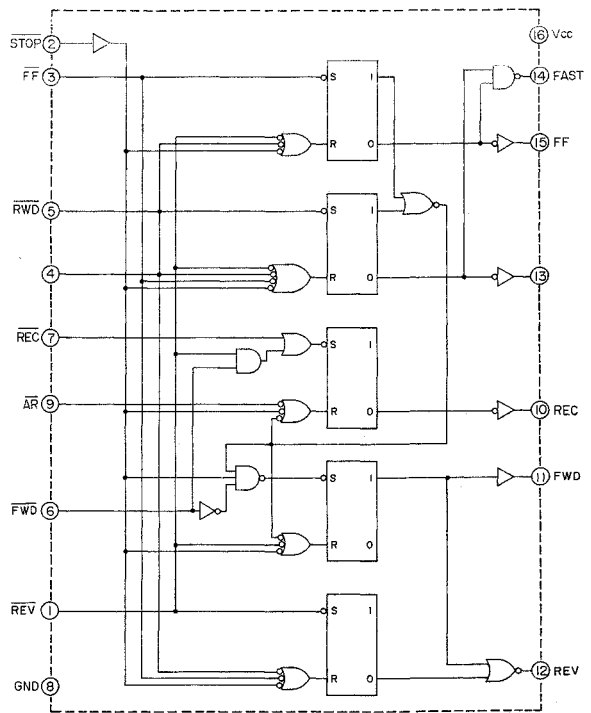 16 Vcc
STOP 2
FF 3 S 1 14 FAST
R 0 15 FF
RWD 5 S 1
4 R 0 13
REC 7 S 1
AR 9 R 0 10 REC
S 1 11 FWD
FWD 6
R 0
REV 1 S 1
R 0 12 REV
GND 8